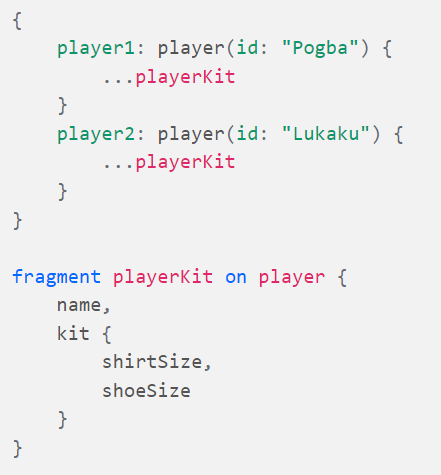 {
    player1: player(id: "Pogba") {
        ...playerKit
    }
    player2: player(id: "Lukaku") {
        ...playerKit
    }
}

fragment playerKit on player {
    name,
    kit {
        shirtSize,
        shoeSize
    }
}